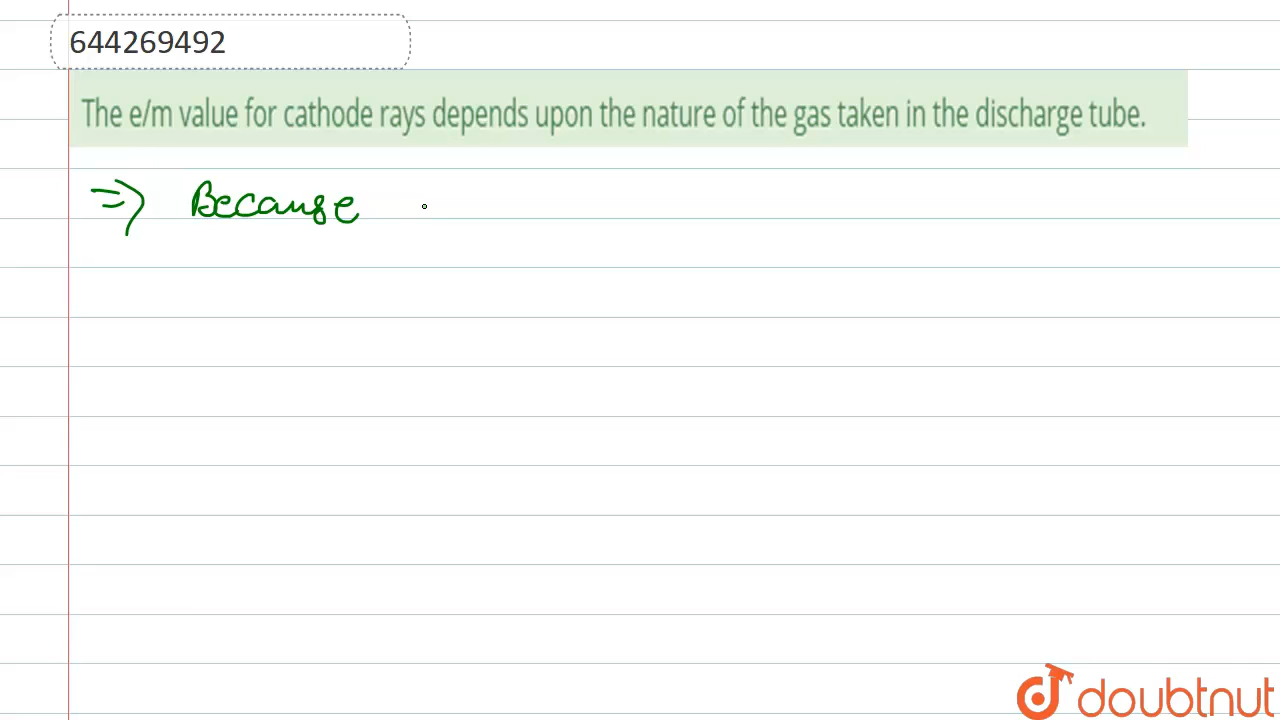 644269492
The e/m value for cathode rays depends upon the nature of the gas taken in the discharge tube.
⇒ Because
doubtnut